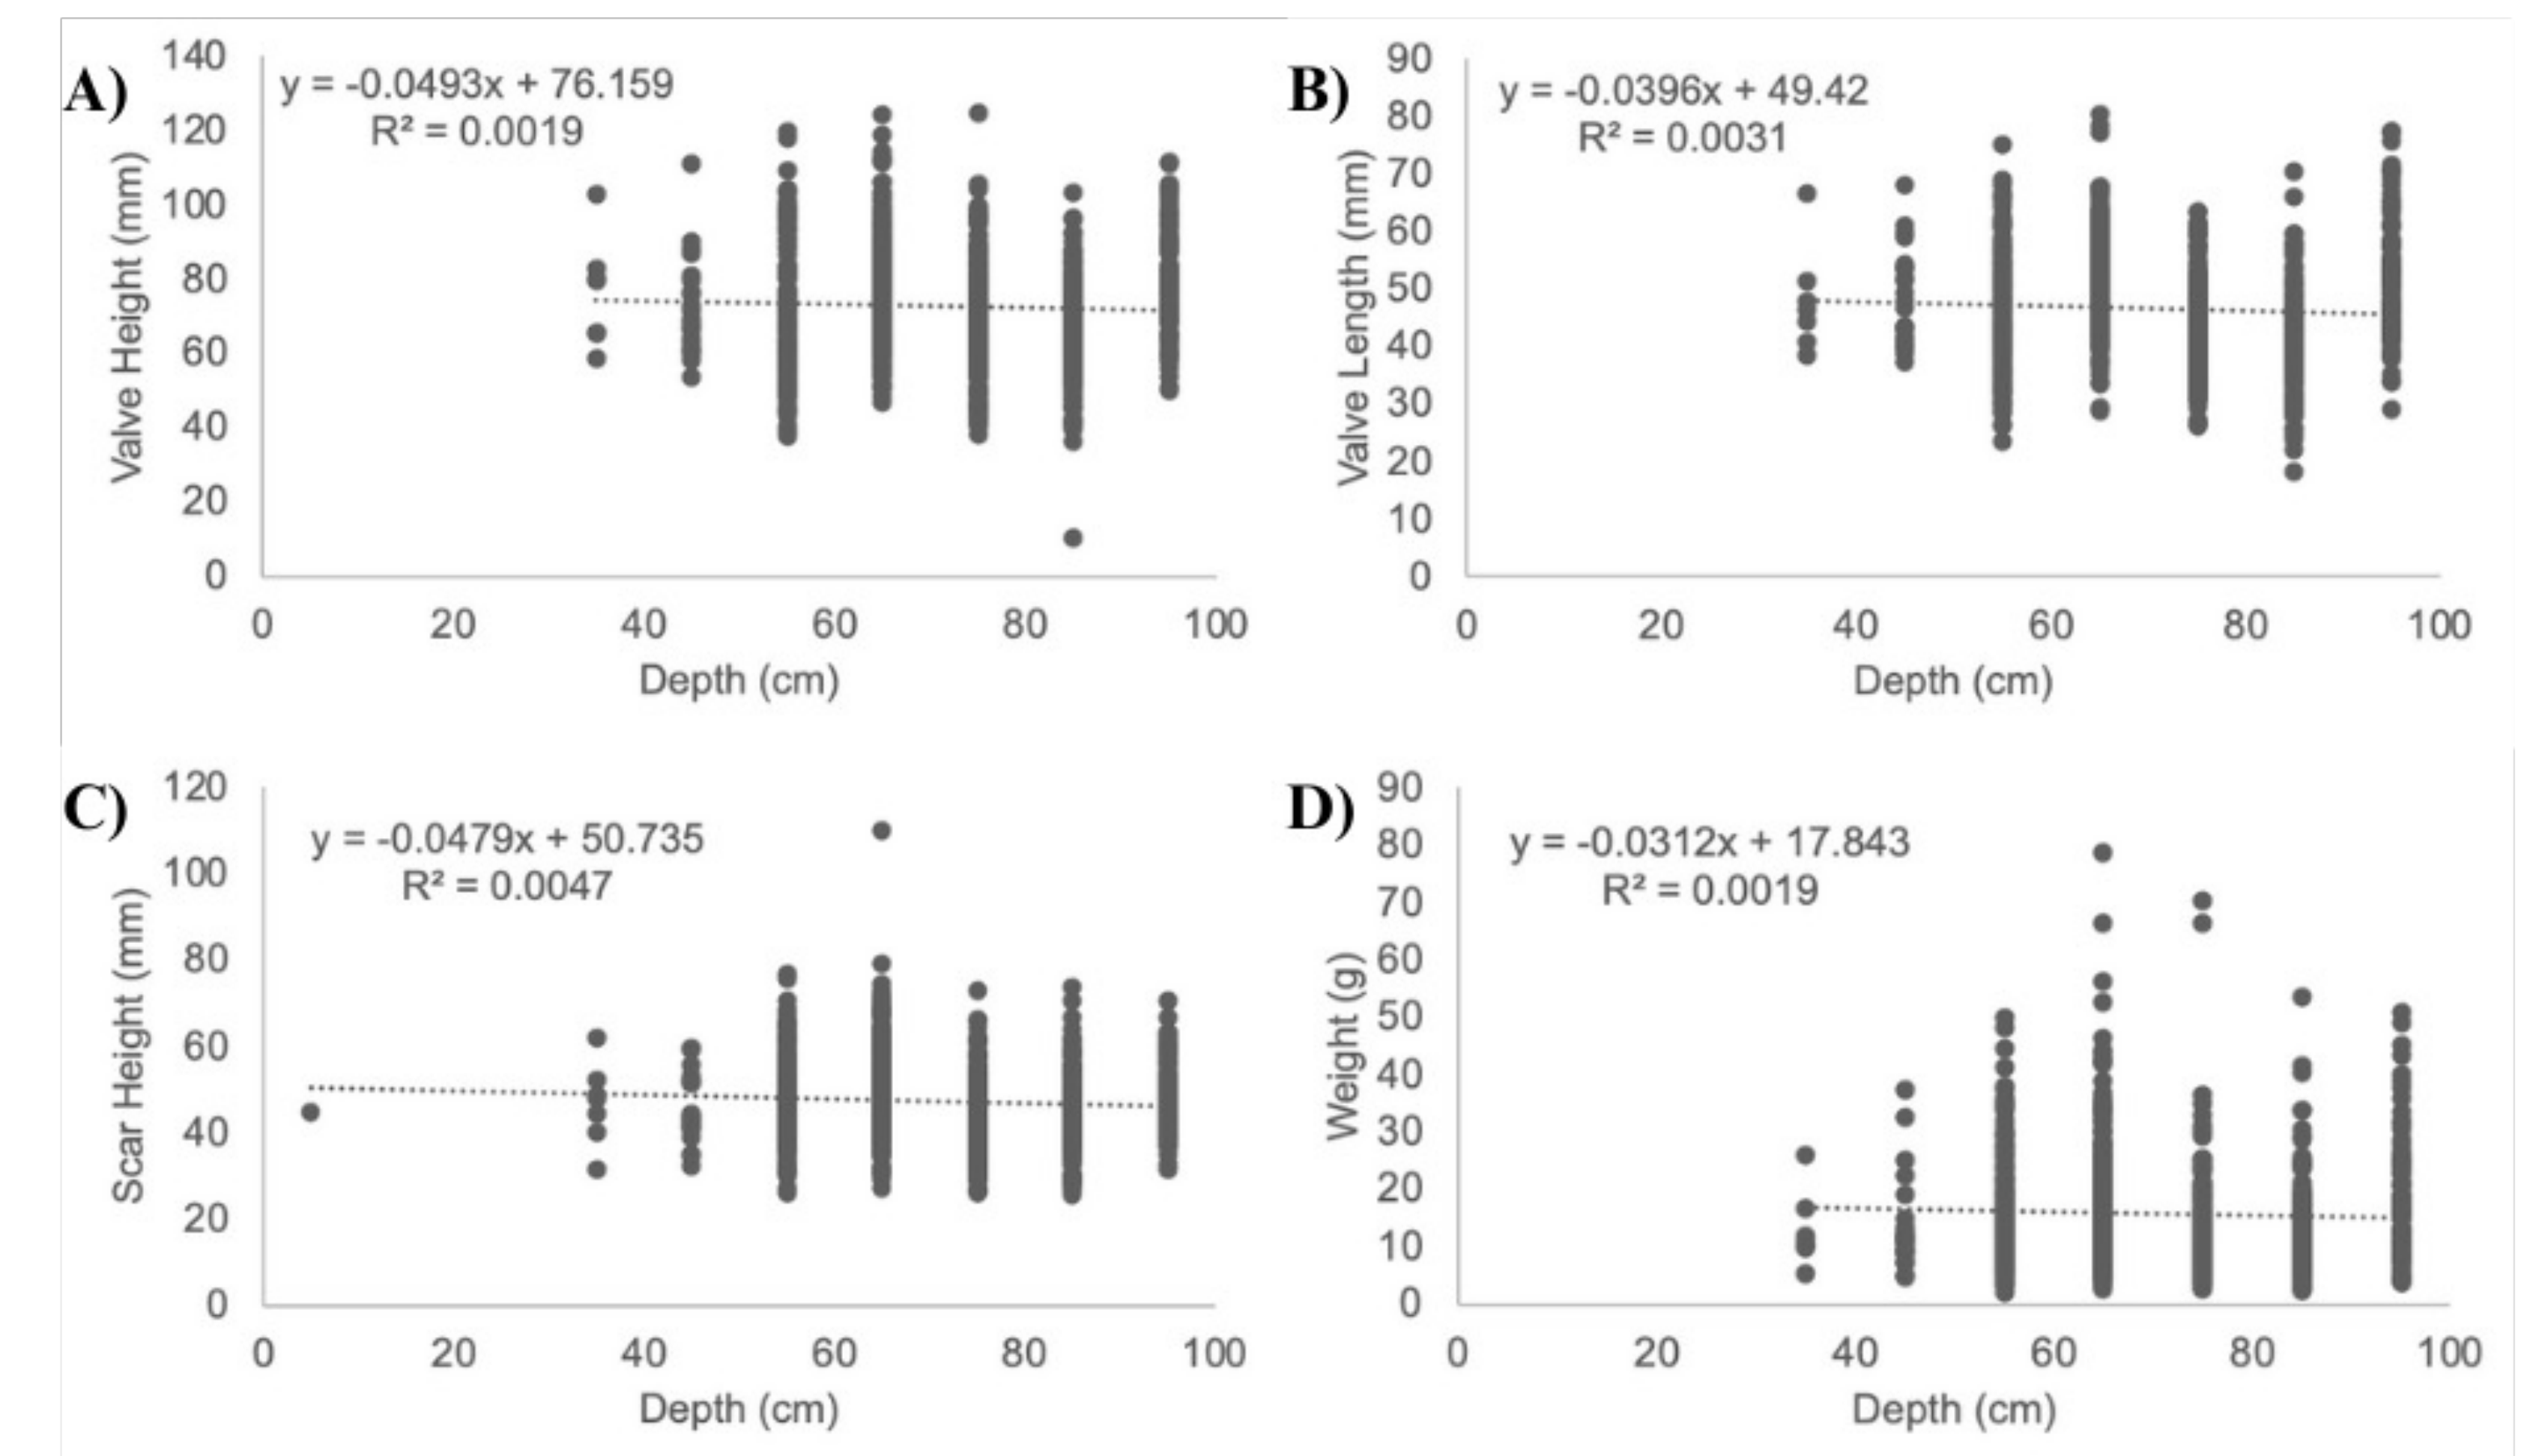 A)
y = -0.0493x + 76.159
R² = 0.0019
Valve Height (mm)
140
120
100
80
60
40
20
0
0 20 40 60 80 100
Depth (cm)
B)
y = -0.0396x + 49.42
R² = 0.0031
Valve Length (mm)
90
80
70
60
50
40
30
20
10
0
0 20 40 60 80 100
Depth (cm)
C)
y = -0.0479x + 50.735
R² = 0.0047
Scar Height (mm)
120
100
80
60
40
20
0
0 20 40 60 80 100
Depth (cm)
D)
y = -0.0312x + 17.843
R² = 0.0019
Weight (g)
90
80
70
60
50
40
30
20
10
0
0 20 40 60 80 100
Depth (cm)